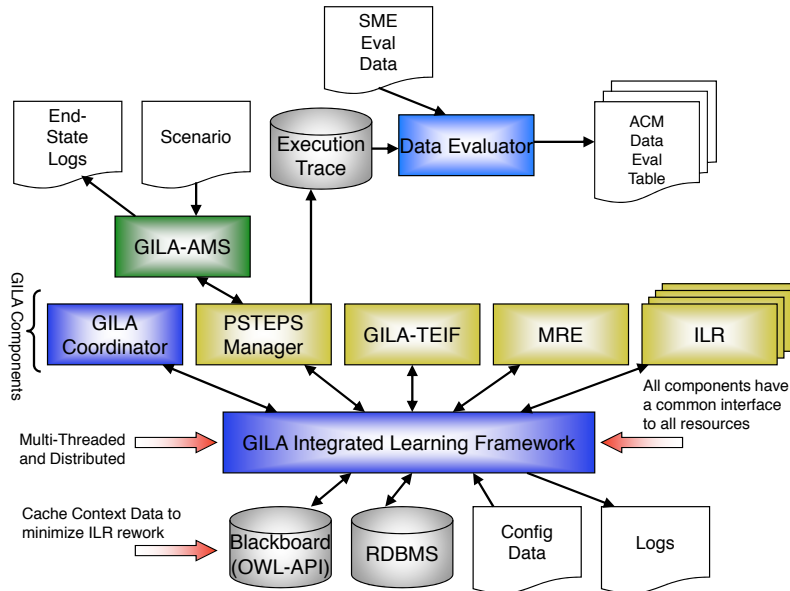 SME
Eval
Data
End-
State
Logs
Scenario
Execution
Trace
Data Evaluator
ACM
Data
Eval
Table
GILA-AMS
GILA Components
GILA
Coordinator
PSTEPS
Manager
GILA-TEIF
MRE
ILR
All components have
a common interface
to all resources
Multi-Threaded
and Distributed
GILA Integrated Learning Framework
Cache Context Data to
minimize ILR rework
Blackboard
(OWL-API)
RDBMS
Config
Data
Logs